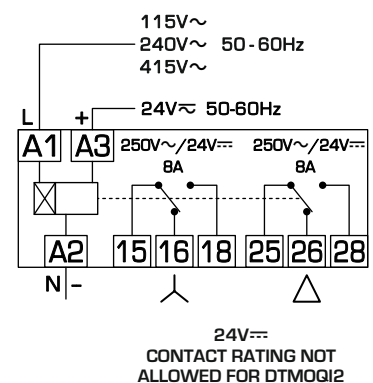 115V~
240V~ 50-60Hz
415V~
24V≂ 50-60Hz
L +
A1 A3 250V~/24V⎓ 250V~/24V⎓
8A 8A
A2 15 16 18 25 26 28
N -
24V⎓
CONTACT RATING NOT
ALLOWED FOR DTMOQI2